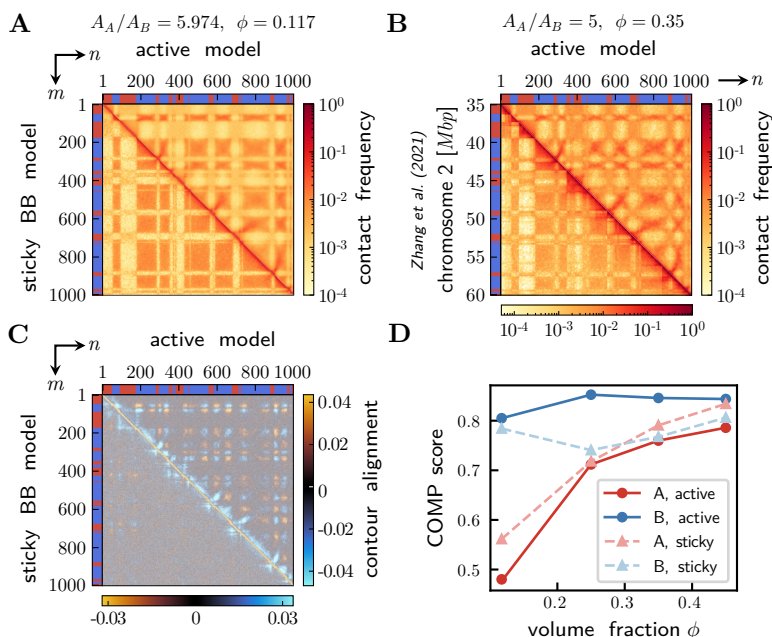 A
A_A/A_B = 5.974, ϕ = 0.117
active model
n
m
1 200 400 600 800 1000
1
200
400
600
800
1000
sticky BB model
10^0
10^-1
10^-2
10^-3
10^-4
contact frequency
B
A_A/A_B = 5, ϕ = 0.35
active model
n
1 200 400 600 800 1000
35
40
45
50
55
60
Zhang et al. (2021)
chromosome 2 [Mbp]
10^0
10^-1
10^-2
10^-3
10^-4
contact frequency
10^-4 10^-3 10^-2 10^-1 10^0
C
n
m
active model
1 200 400 600 800 1000
1
200
400
600
800
1000
sticky BB model
0.04
0.02
0
-0.02
-0.04
contour alignment
-0.03 0 0.03
D
0.8
0.7
0.6
0.5
COMP score
A, active
B, active
A, sticky
B, sticky
0.2 0.3 0.4
volume fraction ϕ